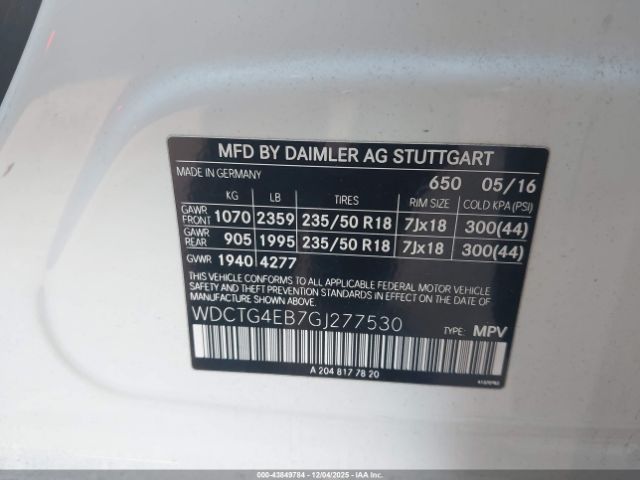 MFD BY DAIMLER AG STUTTGART
MADE IN GERMANY
650 05/16
KG LB TIRES RIM SIZE COLD KPA(PSI)
GAWR FRONT 1070 2359 235/50 R18 7Jx18 300(44)
GAWR REAR 905 1995 235/50 R18 7Jx18 300(44)
GVWR 1940 4277
THIS VEHICLE CONFORMS TO ALL APPLICABLE FEDERAL MOTOR VEHICLE
SAFETY AND THEFT PREVENTION STANDARDS IN EFFECT ON THE DATE OF
MANUFACTURE SHOWN ABOVE.
WDCTG4EB7GJ277530 TYPE: MPV
A 204 817 78 20
000-43849784 - 12/04/2025 - IAAI.COM